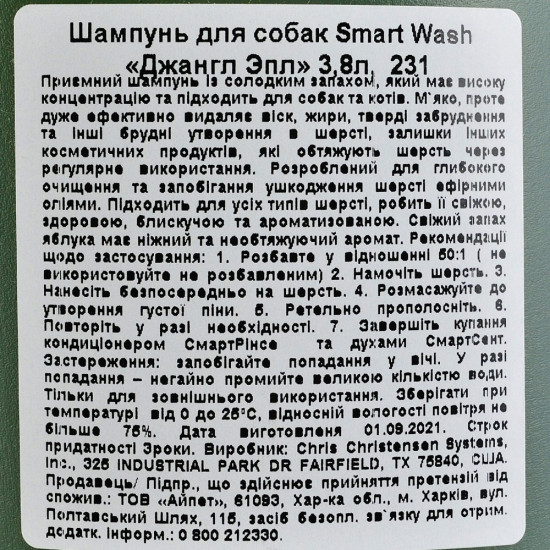 Шампунь для собак Smart Wash
«Джангл Эпл» 3,8л, 231
Приємний шампунь із солодким запахом, який має високу
концентрацію та підходить для собак та котів. М`яко, проте
дуже ефективно видаляє віск, жири, тверді забруднення
та інші брудні утворення в шерсті, залишки інших
косметичних продуктів, які обтяжують шерсть через
регулярне використання. Розроблений для глибокого
очищення та запобігання ушкодження шерсті ефірними
оліями. Підходить для усіх типів шерсті, робить її свіжою,
здоровою, блискучою та ароматизованою. Свіжий запах
яблука має ніжний та необтяжуючий аромат. Рекомендації
щодо застосування: 1. Розбавте у відношенні 50:1 ( не
використовуйте не розбавленим) 2. Намочіть шерсть. 3.
Нанесіть безпосередньо на шерсть. 4. Розмасажуйте до
утворення густої піни. 5. Ретельно прополосніть. 6.
Повторіть у разі необхідності. 7. Завершіть купання
кондиціонером СмартРінсе та духами СмартСент.
Застереження: запобігайте попадання у вічі. У разі
попадання – негайно промийте великою кількістю води.
Тільки для зовнішнього використання. Зберігати при
температурі від 0 до 25°С, відносній вологості повітря не
більше 75%. Дата виготовленя 01.09.2021. Строк
придатності 3роки. Виробник: Chris Christensen Systems,
Inc., 325 INDUSTRIAL PARK DR FAIRFIELD, TX 75840, США.
Продавець/ Підпр., що здійснює прийняття претензій від
спожив.: ТОВ «Айпет», 61093, Хар-ка обл., м. Харків, вул.
Полтавський Шлях, 115, засіб безопл. зв`язку для отрим.
додатк. інформ.: 0 800 212330.